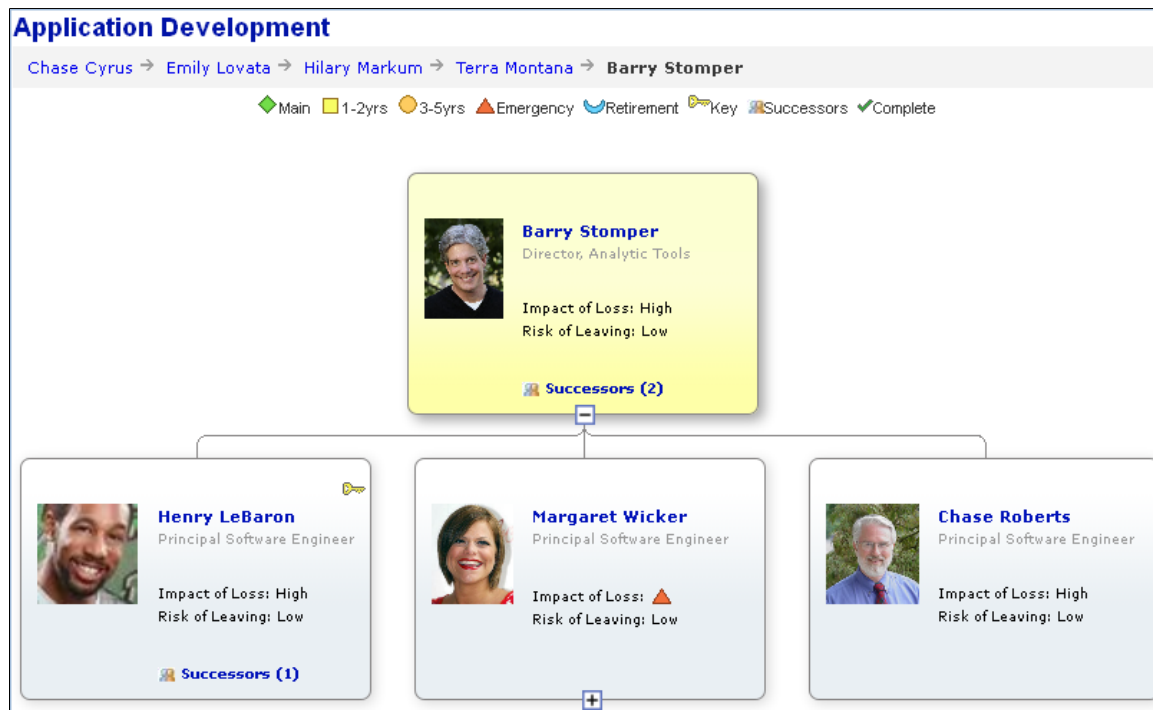 Application Development
Chase Cyrus → Emily Lovata → Hilary Markum → Terra Montana → Barry Stomper
Main 1-2yrs 3-5yrs Emergency Retirement Key Successors Complete
Barry Stomper
Director, Analytic Tools
Impact of Loss: High
Risk of Leaving: Low
Successors (2)
Henry LeBaron
Principal Software Engineer
Impact of Loss: High
Risk of Leaving: Low
Successors (1)
Margaret Wicker
Principal Software Engineer
Impact of Loss:
Risk of Leaving: Low
Chase Roberts
Principal Software Engineer
Impact of Loss: High
Risk of Leaving: Low